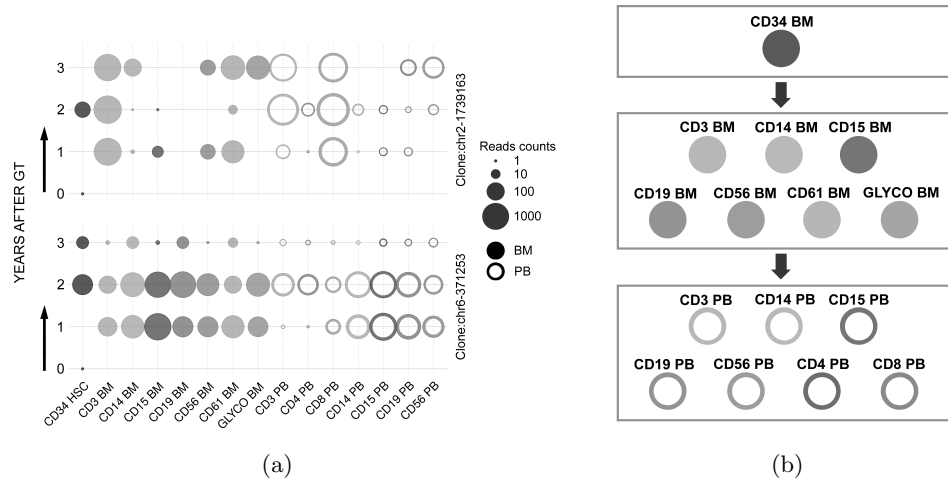 YEARS AFTER GT
3
2
1
0
Clone:chr2-1739163
3
2
1
0
Clone:chr6-371253
CD34 HSC
CD3 BM
CD14 BM
CD15 BM
CD19 BM
CD56 BM
CD61 BM
GLYCO BM
CD3 PB
CD4 PB
CD8 PB
CD14 PB
CD15 PB
CD19 PB
CD56 PB
Reads counts
1
10
100
1000
BM
PB
(a)
CD34 BM
CD3 BM CD14 BM CD15 BM
CD19 BM CD56 BM CD61 BM GLYCO BM
CD3 PB CD14 PB CD15 PB
CD19 PB CD56 PB CD4 PB CD8 PB
(b)